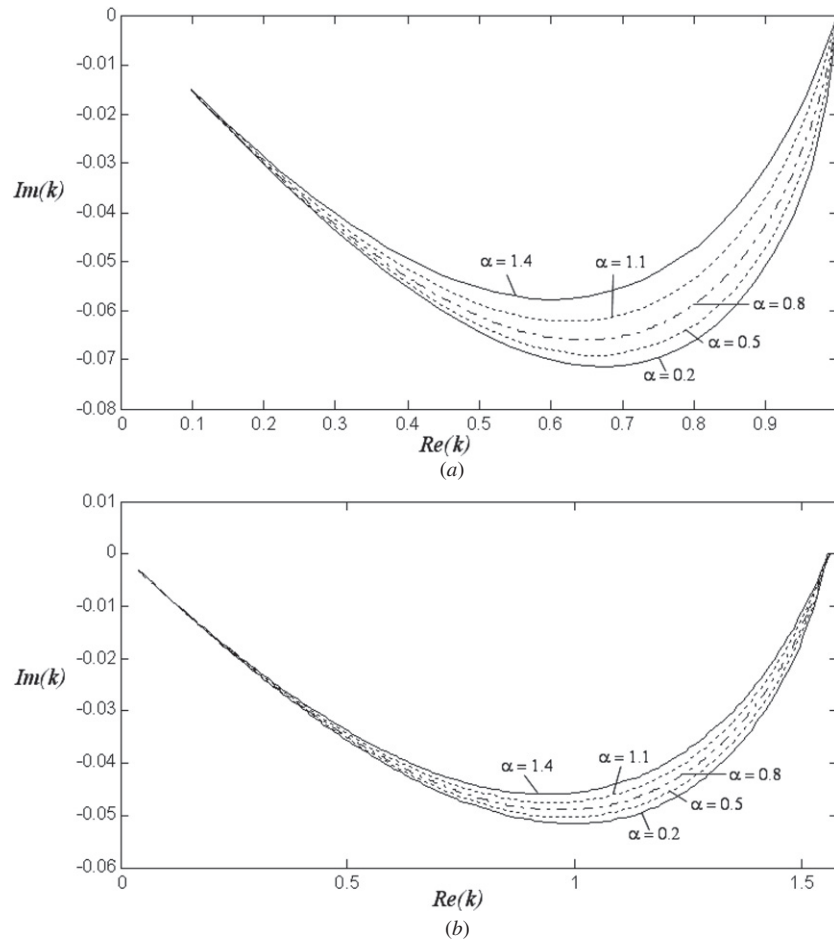 0
-0.01
-0.02
-0.03
Im(k)
-0.04
-0.05
α = 1.4
α = 1.1
-0.06
α = 0.8
-0.07
α = 0.5
α = 0.2
-0.08
0 0.1 0.2 0.3 0.4 0.5 0.6 0.7 0.8 0.9
Re(k)
(a)
0.01
0
-0.01
-0.02
Im(k)
-0.03
-0.04
α = 1.4
α = 1.1
α = 0.8
-0.05
α = 0.5
α = 0.2
-0.06
0 0.5 1 1.5
Re(k)
(b)